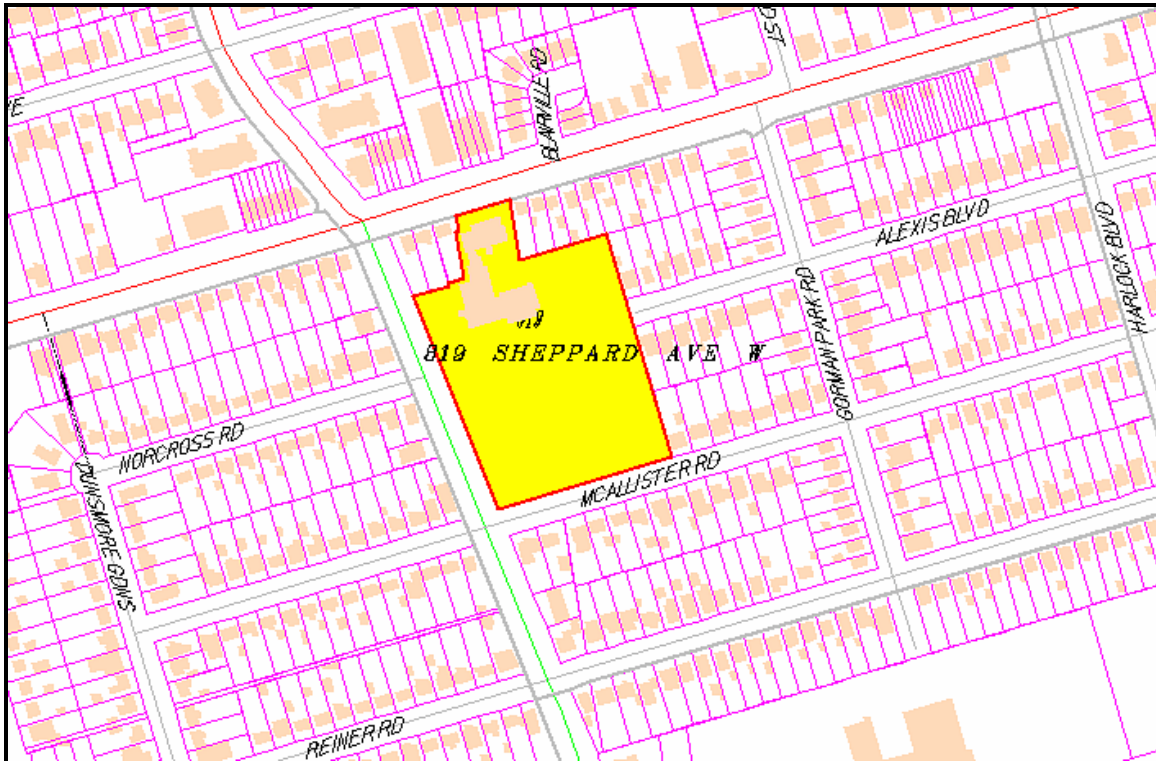 BLAIRVILLE RD
ALEXIS BLVD
HARLOCK BLVD
GORMAN PARK RD
819
819 SHEPPARD AVE W
NORCROSS RD
MCALLISTER RD
DUNSMORE GDNS
REINER RD